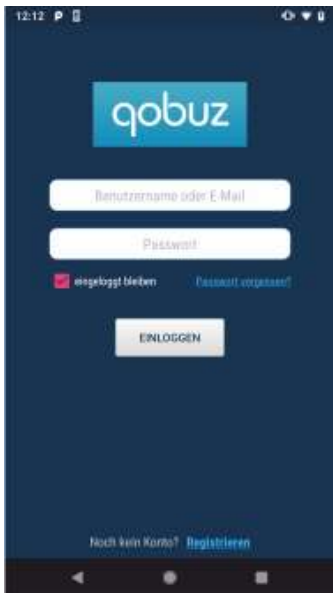 12:12
qobuz
Benutzername oder E-Mail
Passwort
eingeloggt bleiben Passwort vergessen?
EINLOGGEN
Noch kein Konto? Registrieren